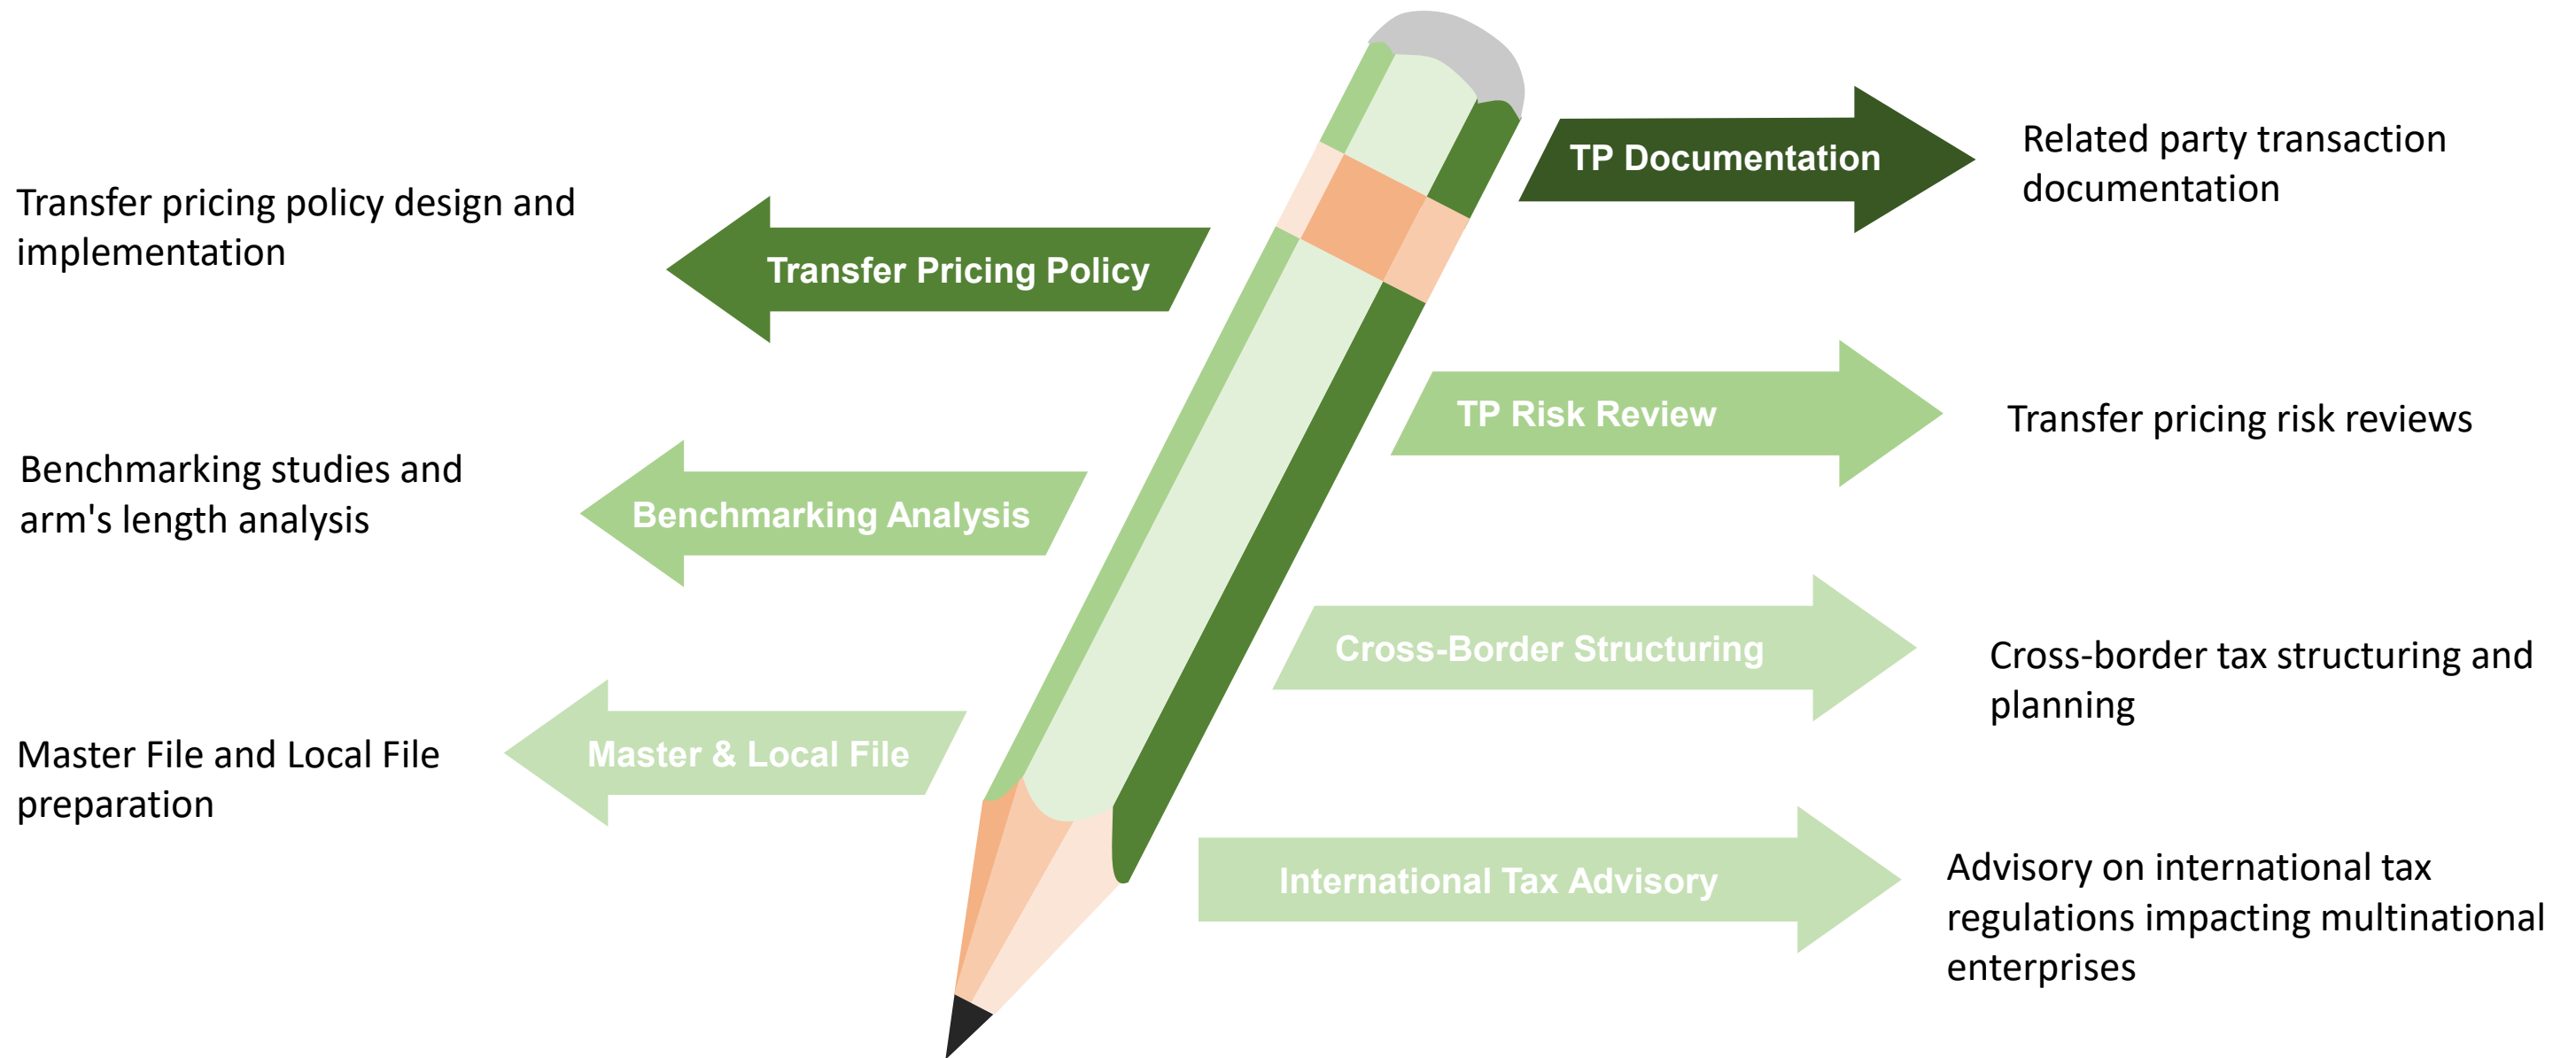 Transfer pricing policy design and
implementation
Transfer Pricing Policy
Benchmarking studies and
arm's length analysis
Benchmarking Analysis
Master File and Local File
preparation
Master & Local File
TP Documentation
Related party transaction
documentation
TP Risk Review
Transfer pricing risk reviews
Cross-Border Structuring
Cross-border tax structuring and
planning
International Tax Advisory
Advisory on international tax
regulations impacting multinational
enterprises